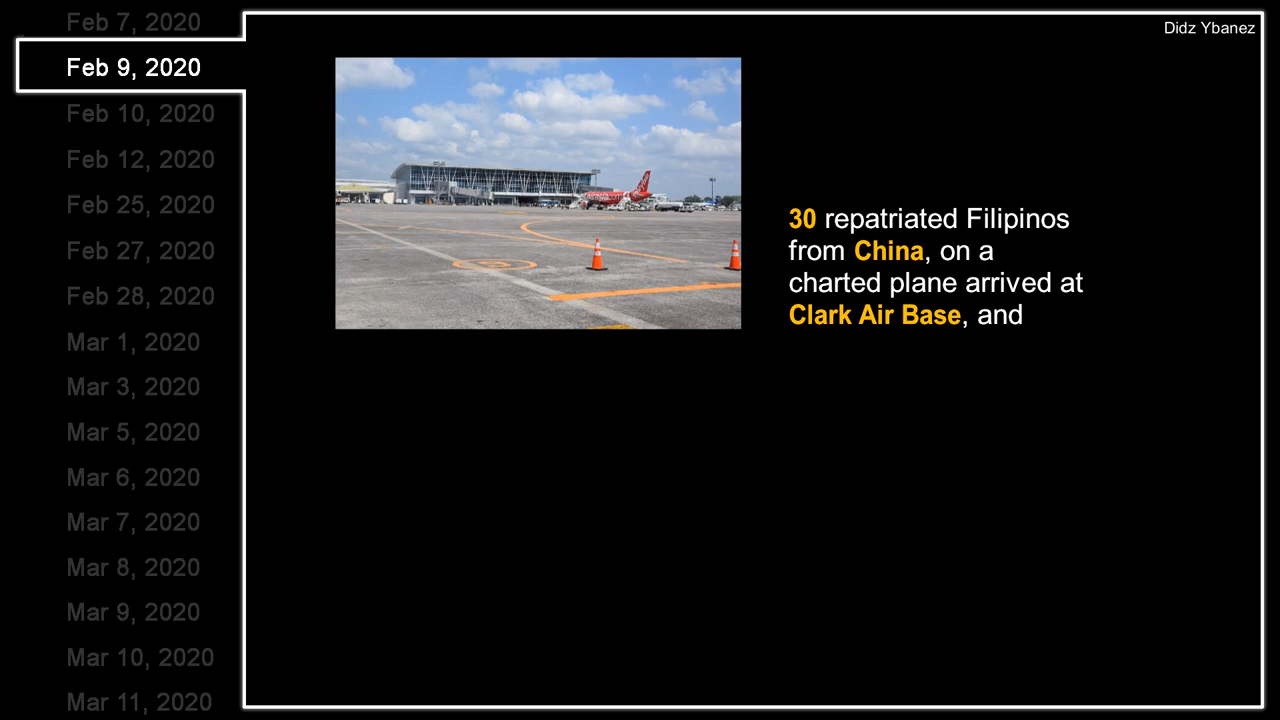 Feb 7, 2020
Feb 9, 2020
Feb 10, 2020
Feb 12, 2020
Feb 25, 2020
Feb 27, 2020
Feb 28, 2020
Mar 1, 2020
Mar 3, 2020
Mar 5, 2020
Mar 6, 2020
Mar 7, 2020
Mar 8, 2020
Mar 9, 2020
Mar 10, 2020
Mar 11, 2020
Didz Ybanez
30 repatriated Filipinos
from China, on a
charted plane arrived at
Clark Air Base, and